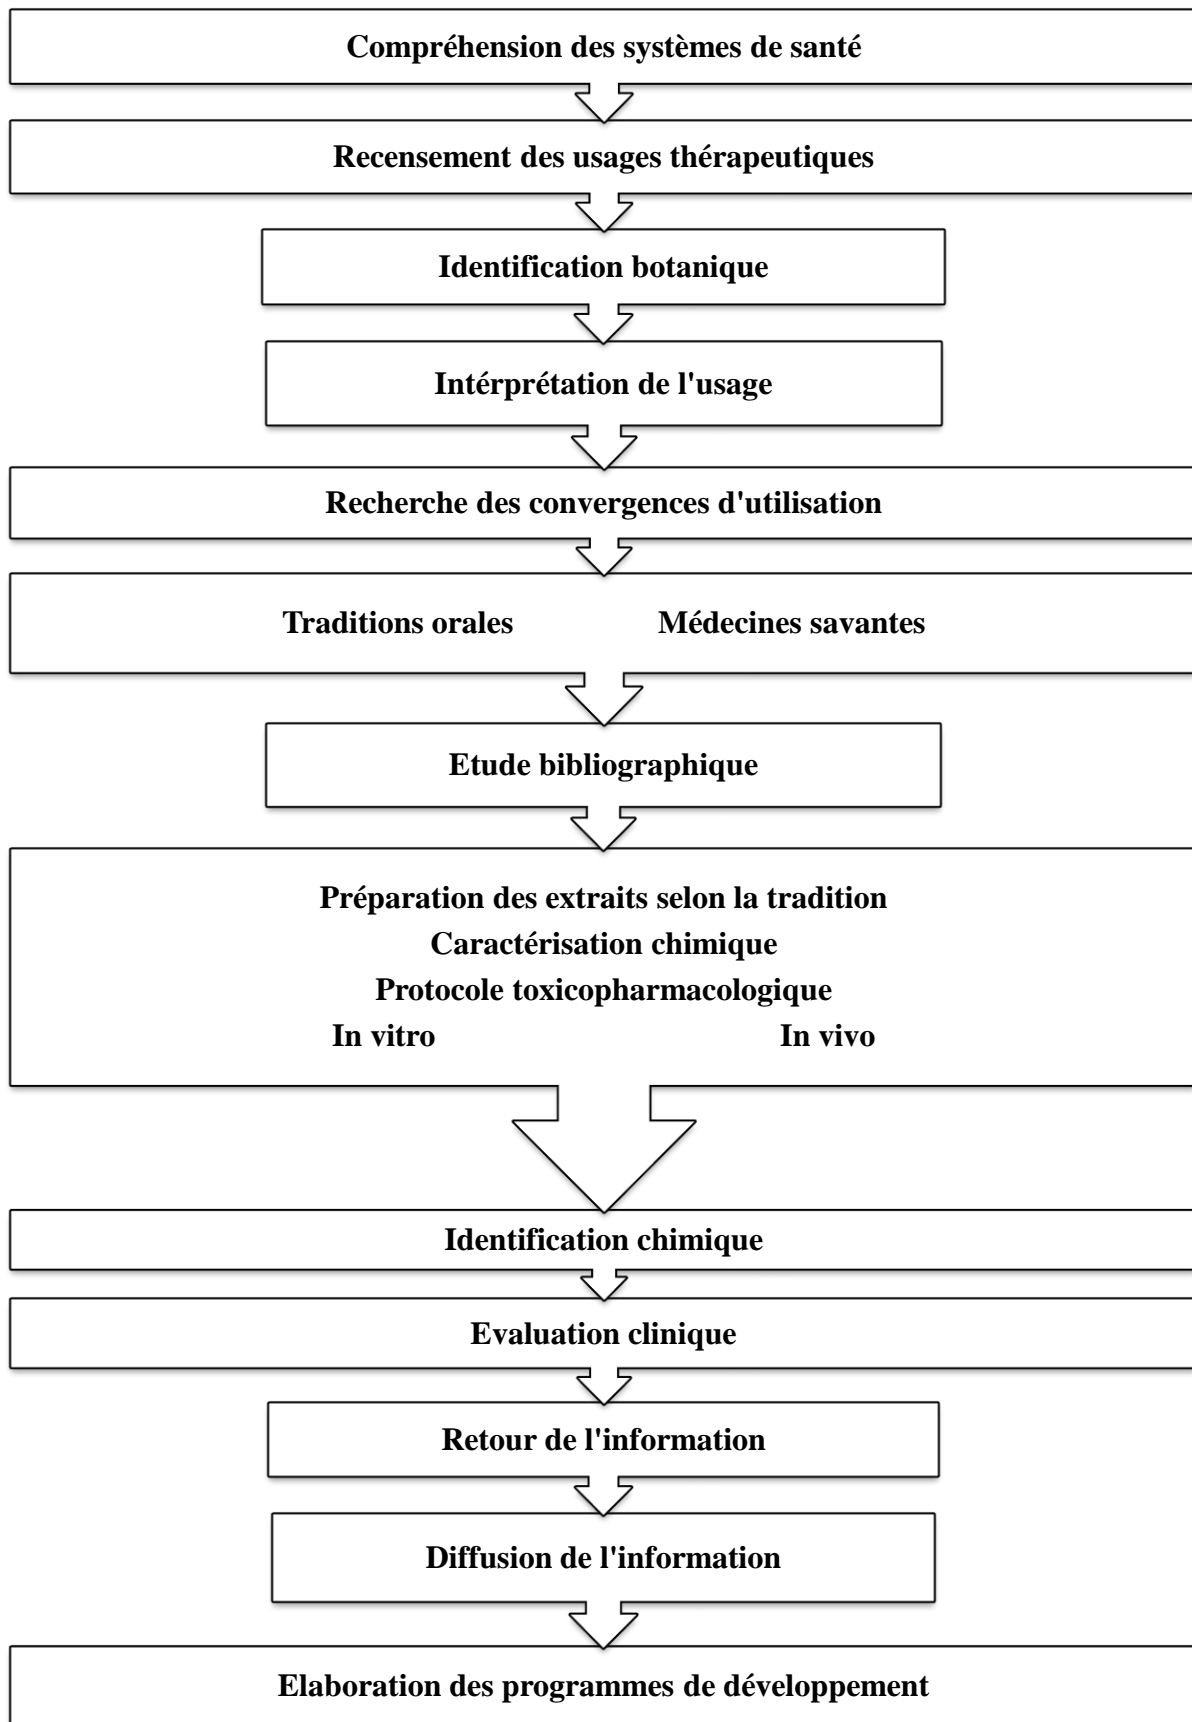 Compréhension des systèmes de santé
Recensement des usages thérapeutiques
Identification botanique
Intérprétation de l'usage
Recherche des convergences d'utilisation
Traditions orales Médecines savantes
Etude bibliographique
Préparation des extraits selon la tradition
Caractérisation chimique
Protocole toxicopharmacologique
In vitro In vivo
Identification chimique
Evaluation clinique
Retour de l'information
Diffusion de l'information
Elaboration des programmes de développement